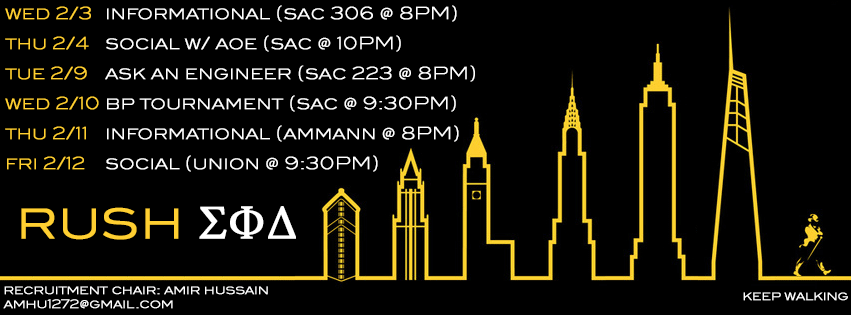 WED 2/3 INFORMATIONAL (SAC 306 @ 8PM)
THU 2/4 SOCIAL W/ AOE (SAC @ 10PM)
TUE 2/9 ASK AN ENGINEER (SAC 223 @ 8PM)
WED 2/10 BP TOURNAMENT (SAC @ 9:30PM)
THU 2/11 INFORMATIONAL (AMMANN @ 8PM)
FRI 2/12 SOCIAL (UNION @ 9:30PM)
RUSH ΣΦΔ
RECRUITMENT CHAIR: AMIR HUSSAIN
AMHU1272@GMAIL.COM
KEEP WALKING